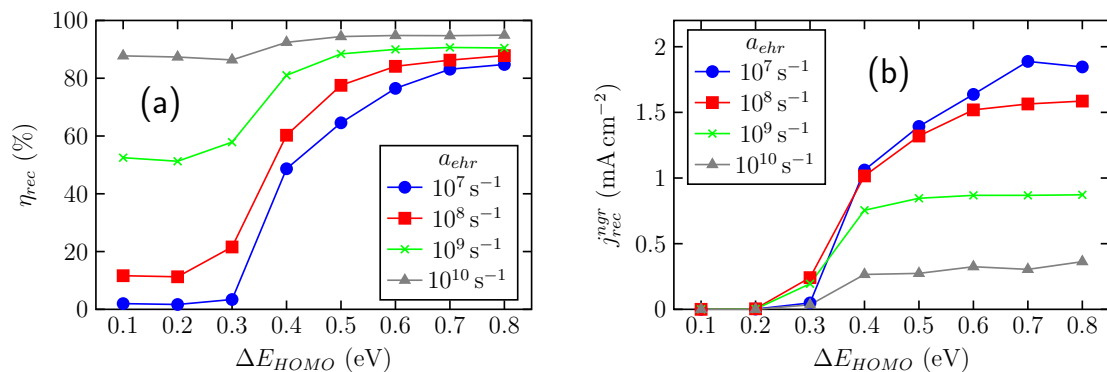 100
80
60
40
20
0
η_rec (%)
(a)
a_ehr
10^7 s^−1
10^8 s^−1
10^9 s^−1
10^10 s^−1
0.1 0.2 0.3 0.4 0.5 0.6 0.7 0.8
ΔE_HOMO (eV)
2
1.5
1
0.5
0
j_rec^ngr (mA cm^−2)
a_ehr
10^7 s^−1
10^8 s^−1
10^9 s^−1
10^10 s^−1
(b)
0.1 0.2 0.3 0.4 0.5 0.6 0.7 0.8
ΔE_HOMO (eV)